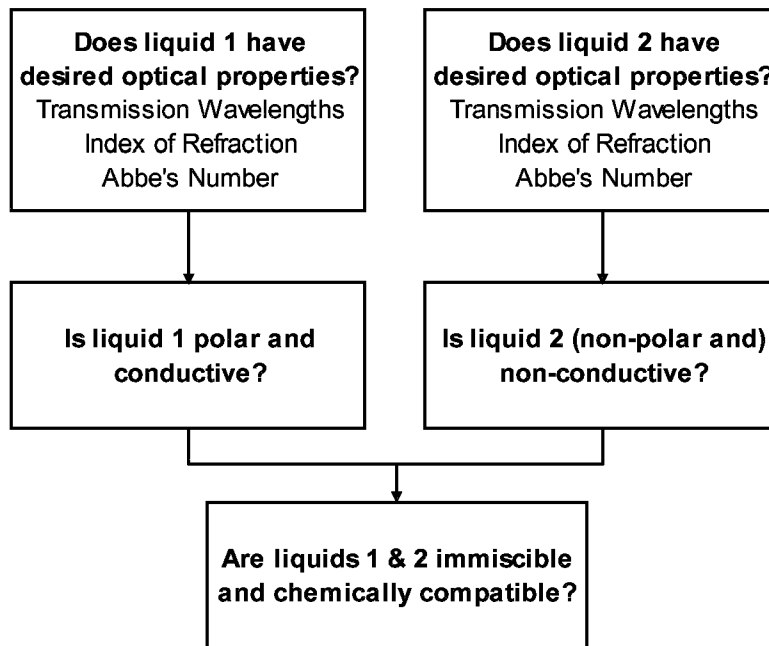 Does liquid 1 have
desired optical properties?
Transmission Wavelengths
Index of Refraction
Abbe's Number
Does liquid 2 have
desired optical properties?
Transmission Wavelengths
Index of Refraction
Abbe's Number
Is liquid 1 polar and
conductive?
Is liquid 2 (non-polar and)
non-conductive?
Are liquids 1 & 2 immiscible
and chemically compatible?